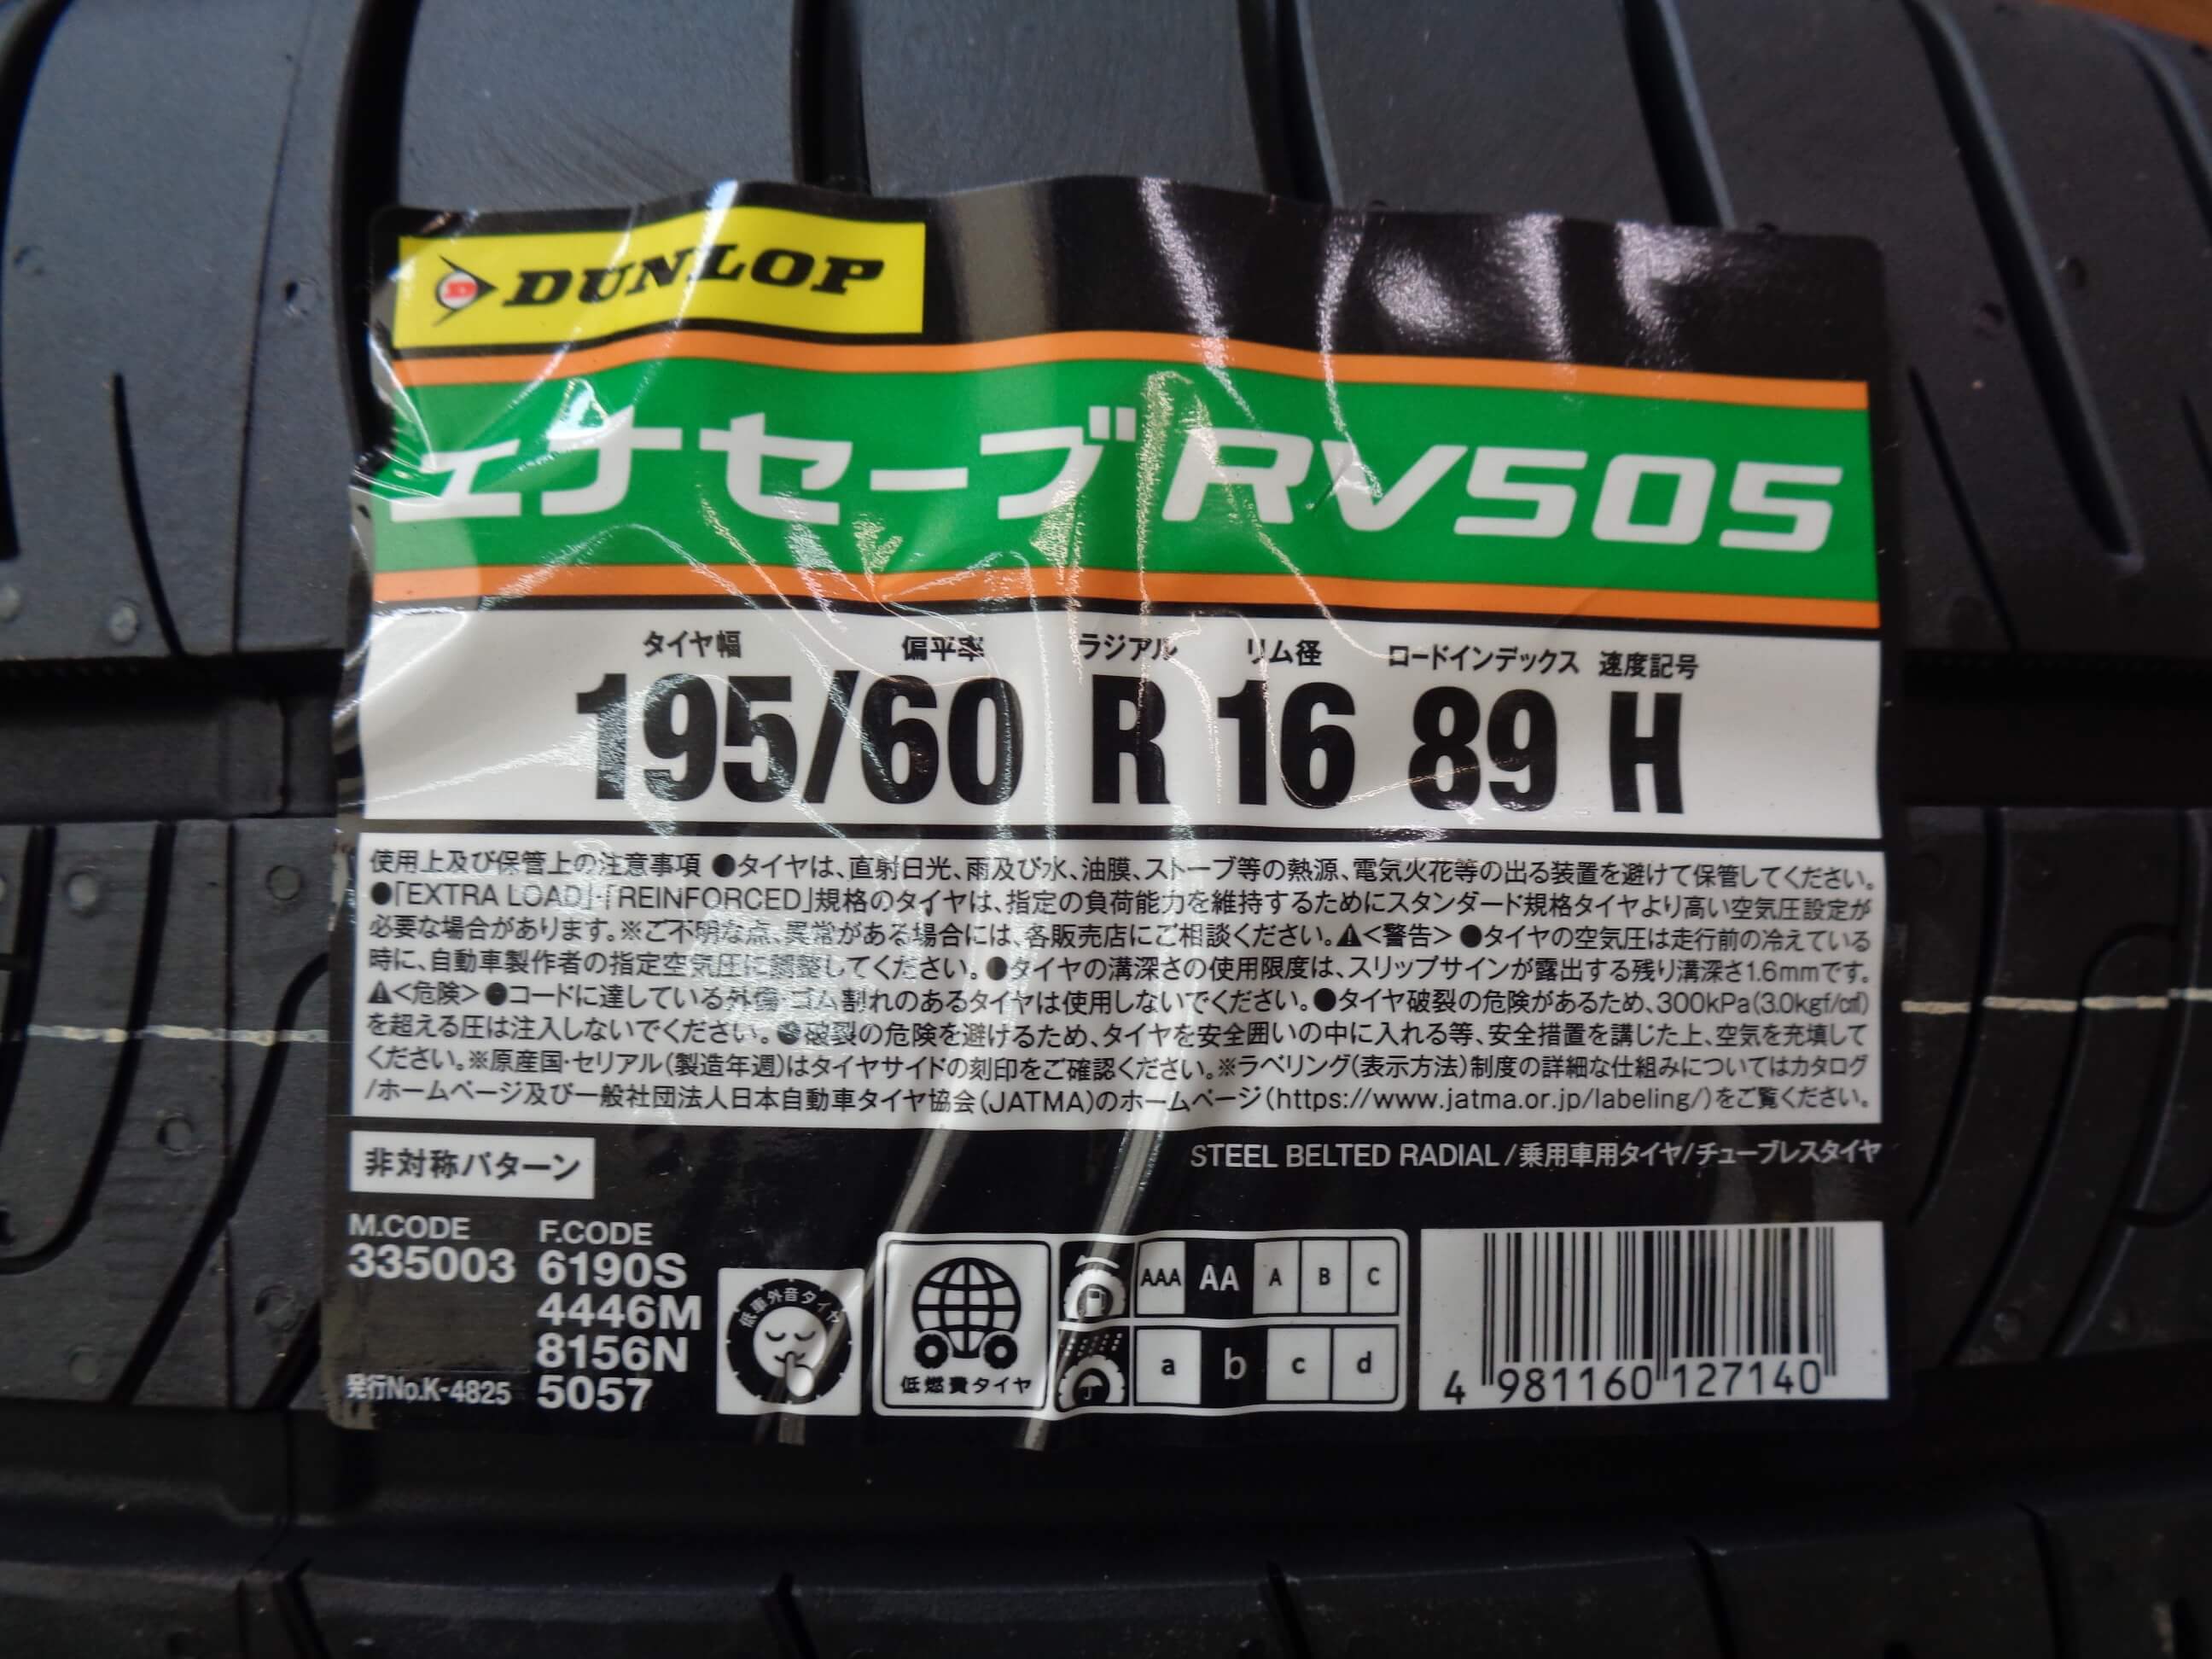 DUNLOP
エナセーブ RV505
タイヤ幅 偏平率 ラジアル リム径 ロードインデックス 速度記号
195/60 R 16 89 H
使用上及び保管上の注意事項 ●タイヤは、直射日光、雨及び水、油膜、ストーブ等の熱源、電気火花等の出る装置を避けて保管してください。
●｢EXTRA LOAD｣･｢REINFORCED｣規格のタイヤは、指定の負荷能力を維持するためにスタンダード規格タイヤより高い空気圧設定が
必要な場合があります。※ご不明な点、異常がある場合には、各販売店にご相談ください。⚠<警告> ●タイヤの空気圧は走行前の冷えている
時に、自動車製作者の指定空気圧に調整してください。●タイヤの溝深さの使用限度は、スリップサインが露出する残り溝深さ1.6mmです。
⚠<危険>●コードに達している外傷･ゴム割れのあるタイヤは使用しないでください。●タイヤ破裂の危険があるため、300kPa(3.0kgf/㎠)
を超える圧は注入しないでください。●破裂の危険を避けるため、タイヤを安全囲いの中に入れる等、安全措置を講じた上、空気を充填して
ください。※原産国･セリアル(製造年週)はタイヤサイドの刻印をご確認ください。※ラベリング(表示方法)制度の詳細な仕組みについてはカタログ
/ホームページ及び一般社団法人日本自動車タイヤ協会(JATMA)のホームページ(https://www.jatma.or.jp/labeling/)をご覧ください。
非対称パターン
STEEL BELTED RADIAL/乗用車用タイヤ/チューブレスタイヤ
M.CODE F.CODE
335003 6190S
4446M
8156N
発行No.K-4825 5057
低車外音タイヤ
低燃費タイヤ
AAA AA A B C
a b c d
4 981160 127140